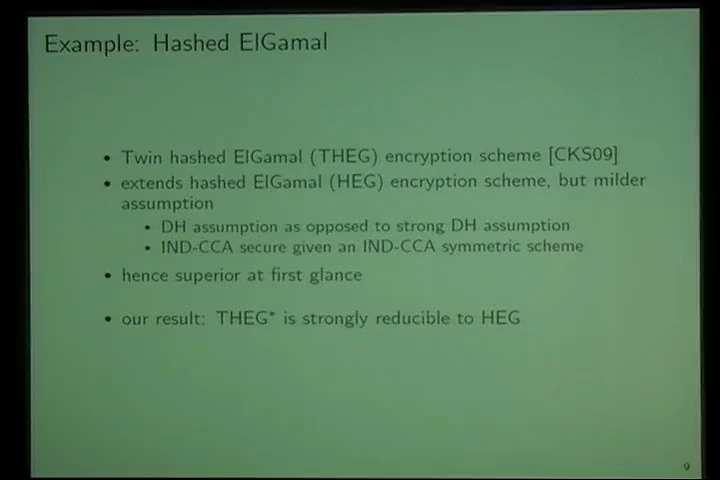 Example: Hashed ElGamal
• Twin hashed ElGamal (THEG) encryption scheme [CKS09]
• extends hashed ElGamal (HEG) encryption scheme, but milder
assumption
• DH assumption as opposed to strong DH assumption
• IND-CCA secure given an IND-CCA symmetric scheme
• hence superior at first glance
• our result: THEG* is strongly reducible to HEG
9